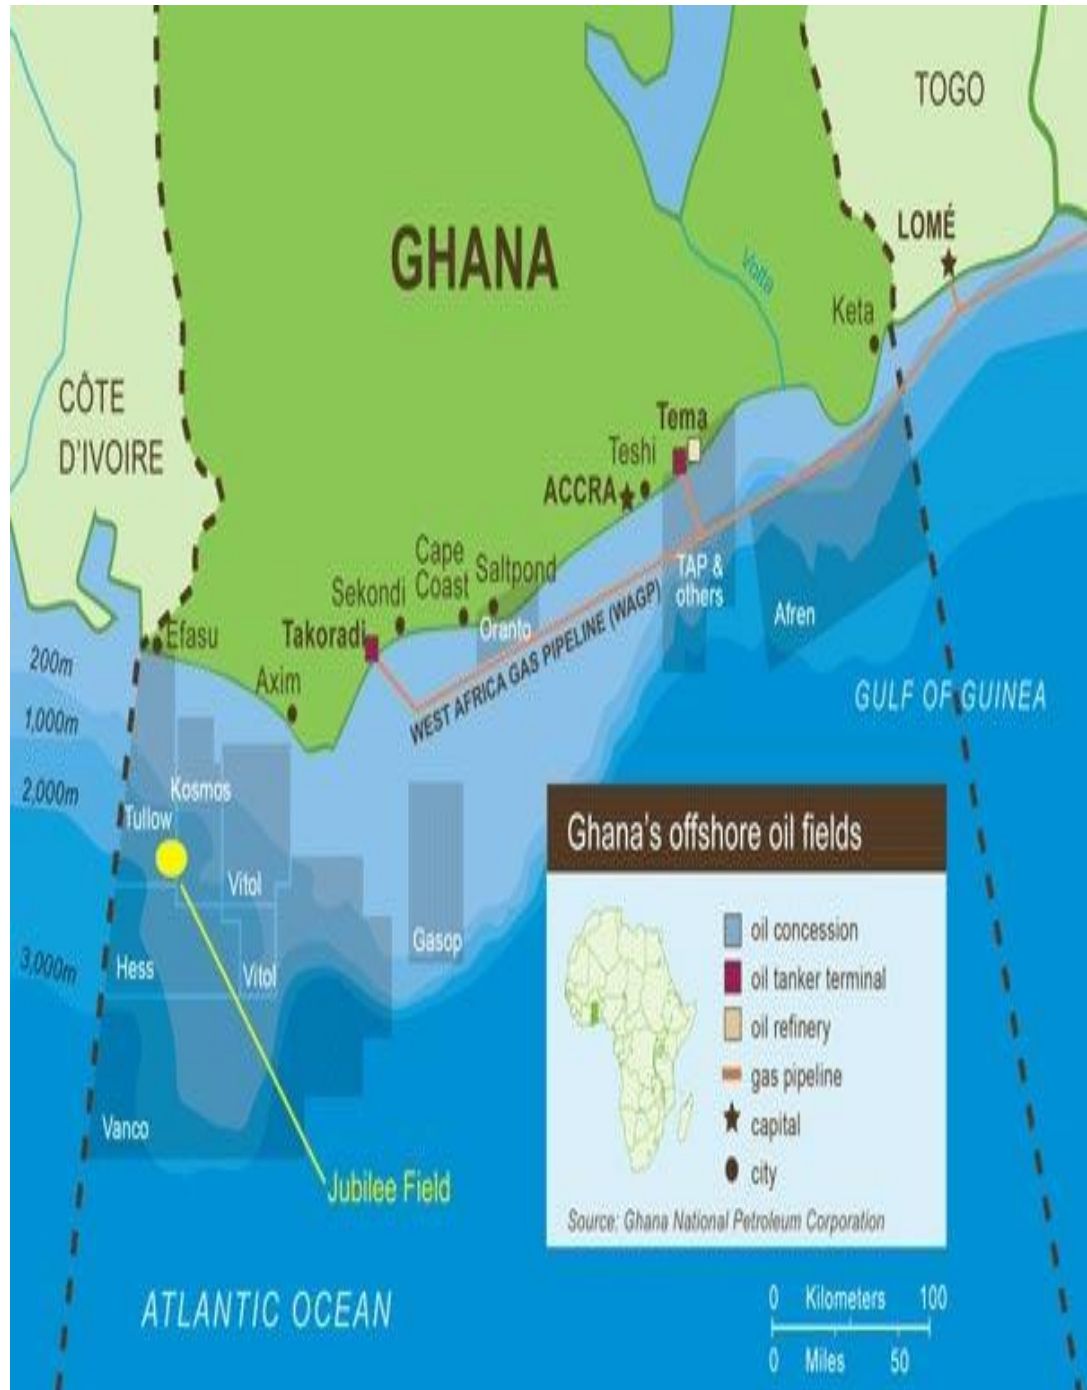 TOGO
LOMÉ
GHANA
Volta
Keta
CÔTE
D'IVOIRE
Tema
Teshi
ACCRA
Cape
Coast
Saltpond
Sekondi
Takoradi
Efasu
Axim
Oranto
TAP &
others
Afren
WEST AFRICA GAS PIPELINE (WAGP)
GULF OF GUINEA
200m
1,000m
2,000m
3,000m
Kosmos
Tullow
Vitol
Hess
Vitol
Gasop
Vanco
Jubilee Field
ATLANTIC OCEAN
Ghana's offshore oil fields
oil concession
oil tanker terminal
oil refinery
gas pipeline
capital
city
Source: Ghana National Petroleum Corporation
0 Kilometers 100
0 Miles 50